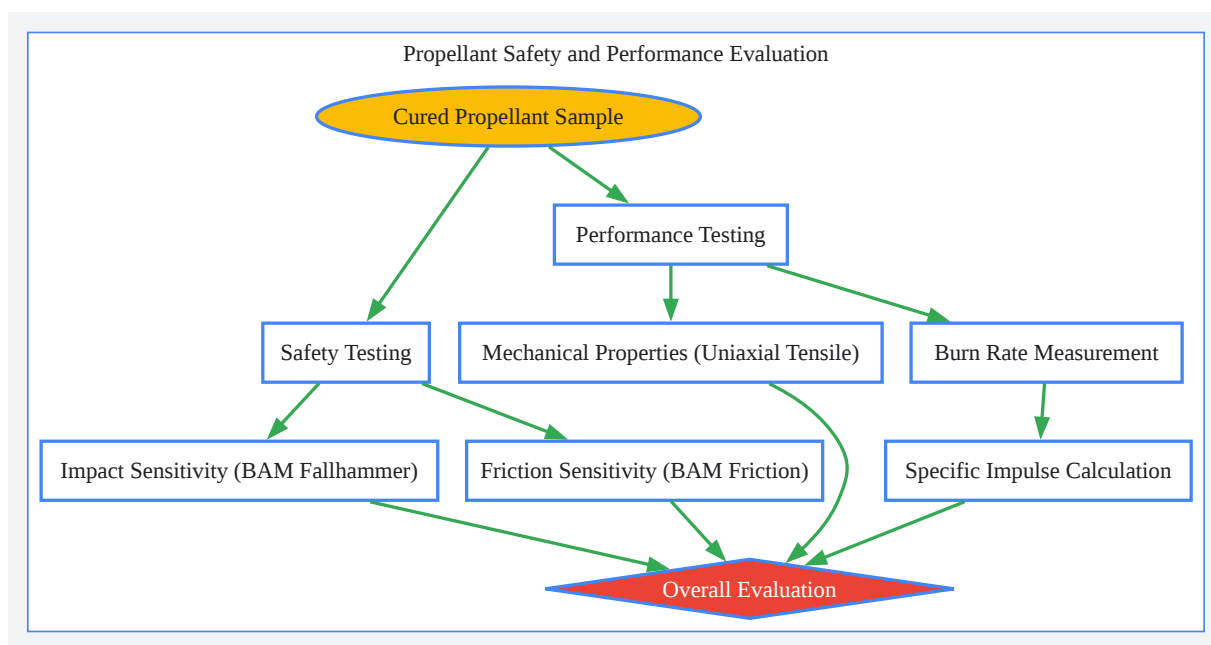 Propellant Safety and Performance Evaluation
Cured Propellant Sample
Performance Testing
Safety Testing
Mechanical Properties (Uniaxial Tensile)
Burn Rate Measurement
Impact Sensitivity (BAM Fallhammer)
Friction Sensitivity (BAM Friction)
Specific Impulse Calculation
Overall Evaluation